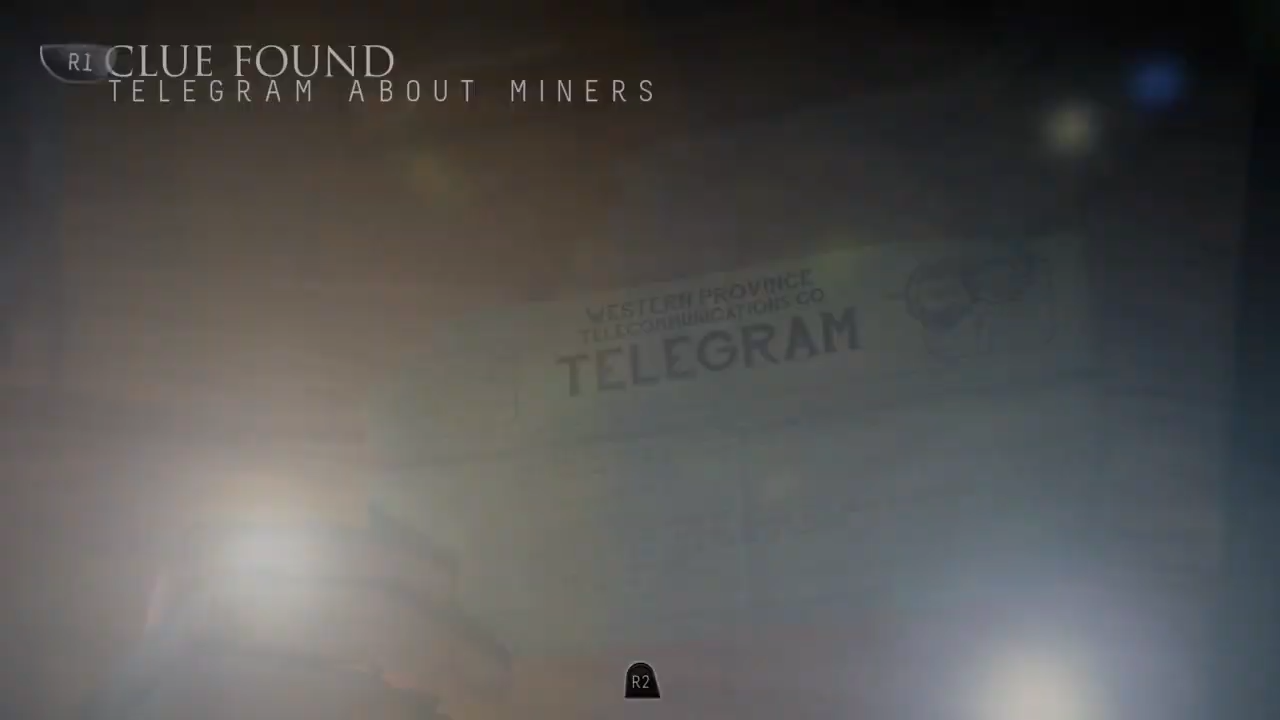 R1 CLUE FOUND
TELEGRAM ABOUT MINERS
WESTERN PROVINCE
TELECOMMUNICATIONS CO
TELEGRAM
R2